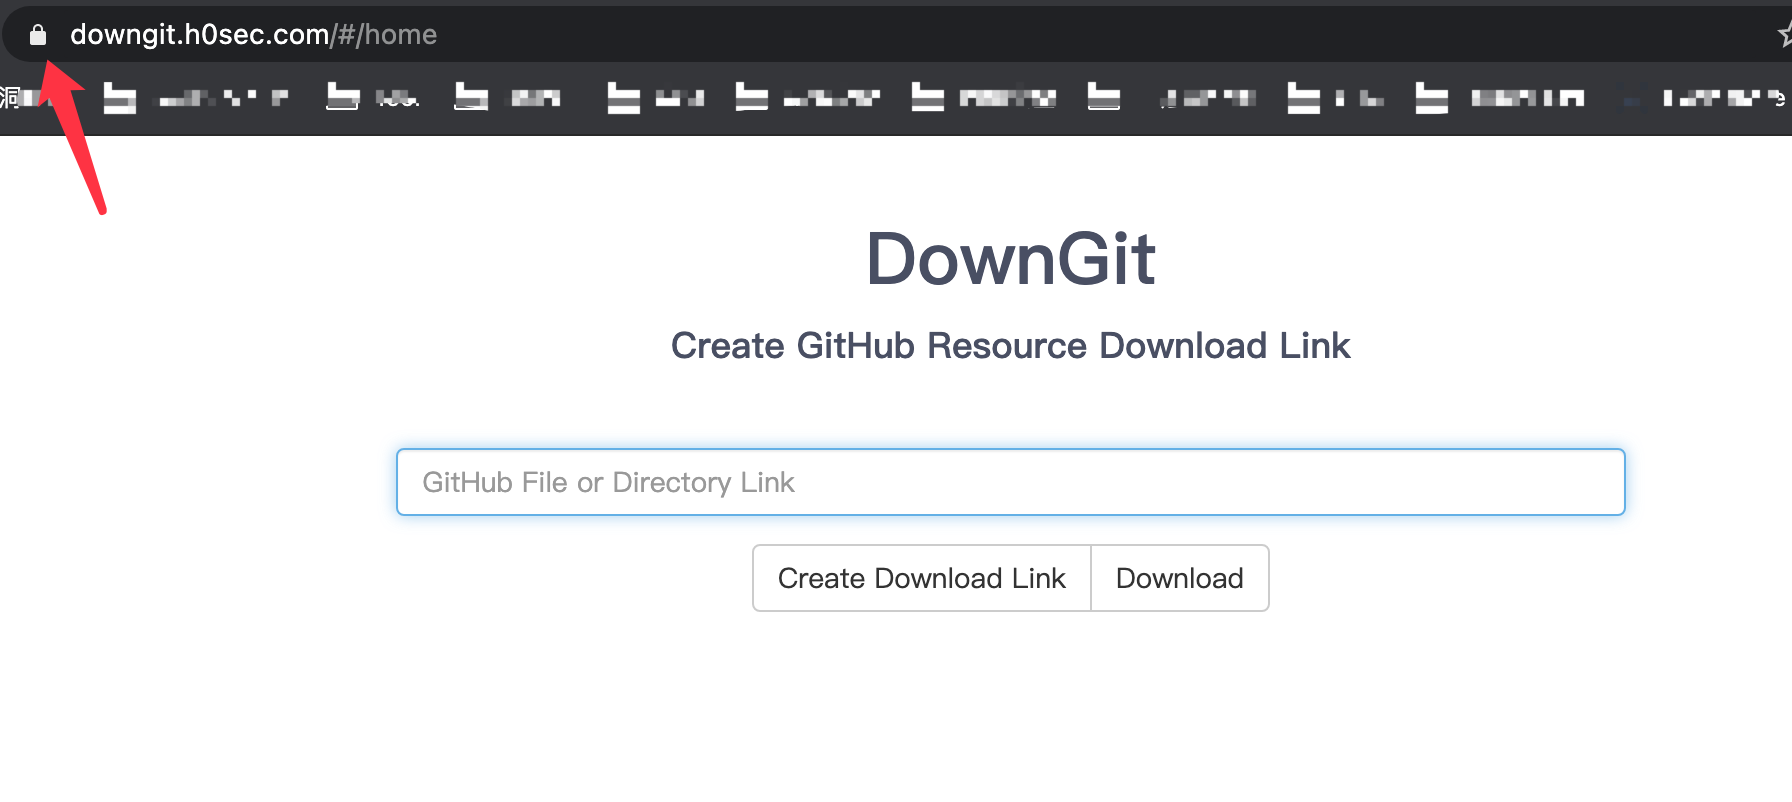 downgit.h0sec.com/#/home
洞
DownGit
Create GitHub Resource Download Link
GitHub File or Directory Link
Create Download Link
Download